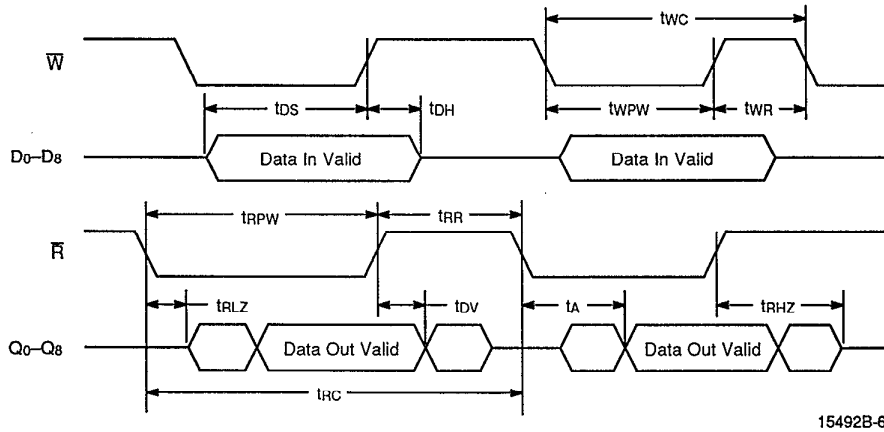 tWC
W
tDS
tDH
tWPW
tWR
D0–D8
Data In Valid
Data In Valid
tRPW
tRR
R
tRLZ
tDV
tA
tRHZ
Q0–Q8
Data Out Valid
Data Out Valid
tRC
15492B-6